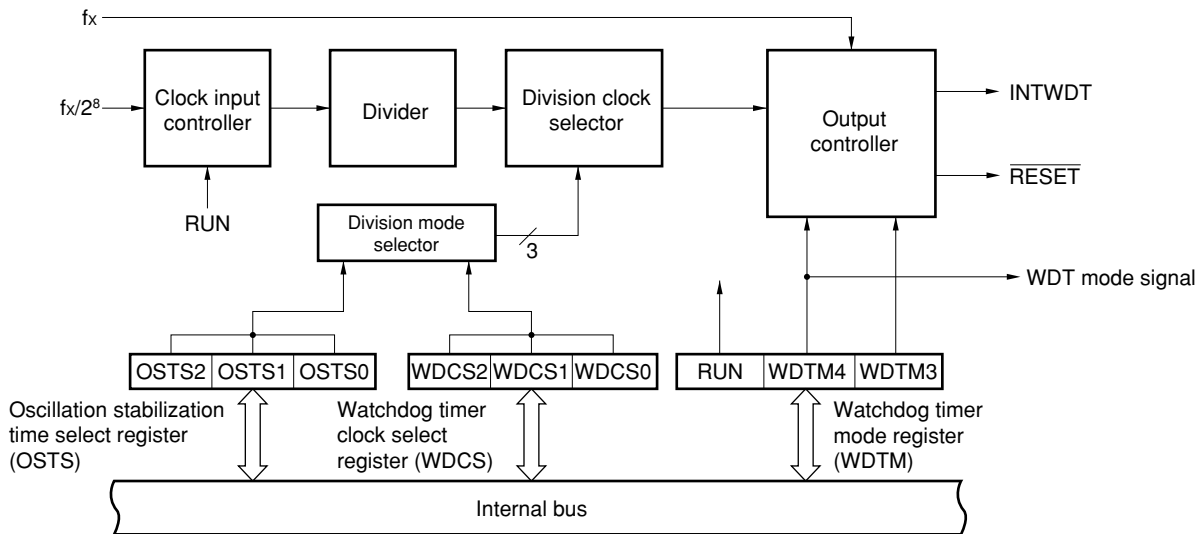 fX
fX/2⁸
Clock input
controller
Divider
Division clock
selector
Output
controller
INTWDT
RESET
RUN
Division mode
selector
3
WDT mode signal
OSTS2 OSTS1 OSTS0
WDCS2 WDCS1 WDCS0
RUN WDTM4 WDTM3
Oscillation stabilization
time select register
(OSTS)
Watchdog timer
clock select
register (WDCS)
Watchdog timer
mode register
(WDTM)
Internal bus